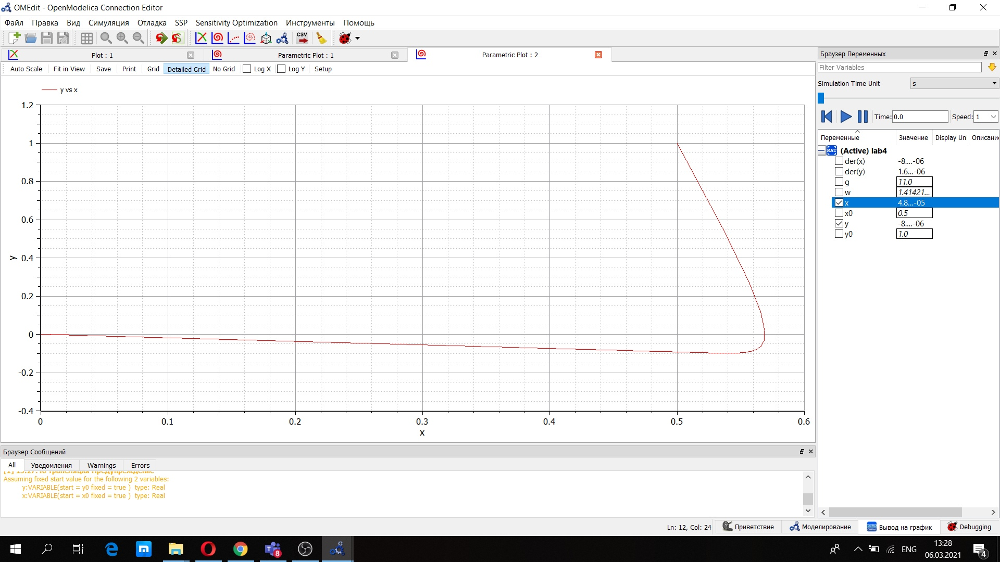 OMEdit - OpenModelica Connection Editor
Файл Правка Вид Симуляция Отладка SSP Sensitivity Optimization Инструменты Помощь
CSV
Plot : 1 Parametric Plot : 1 Parametric Plot : 2
Auto Scale Fit in View Save Print Grid Detailed Grid No Grid Log X Log Y Setup
y vs x
1.2
1
0.8
0.6
0.4
0.2
0
-0.2
-0.4
y
0 0.1 0.2 0.3 0.4 0.5 0.6
x
Браузер Переменных
Filter Variables
Simulation Time Unit s
Time: 0.0 Speed: 1
Переменные Значение Display Un Описание
MAT (Active) lab4
der(x) -8....-06
der(y) 1.6...-06
g 11.0
w 1.41421...
x 4.8...-05
x0 0.5
y -8....-06
y0 1.0
Браузер Сообщений
All Уведомления Warnings Errors
Assuming fixed start value for the following 2 variables:
y:VARIABLE(start = y0 fixed = true ) type: Real
x:VARIABLE(start = x0 fixed = true ) type: Real
Ln: 12, Col: 24 Приветствие Моделирование Вывод на график Debugging
8
ENG
13:28
06.03.2021
4